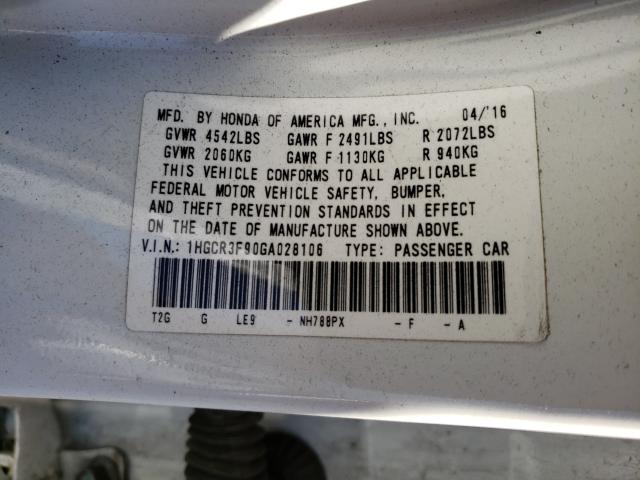 MFD. BY HONDA OF AMERICA MFG., INC. 04/'16
GVWR 4542LBS GAWR F 2491LBS R 2072LBS
GVWR 2060KG GAWR F 1130KG R 940KG
THIS VEHICLE CONFORMS TO ALL APPLICABLE
FEDERAL MOTOR VEHICLE SAFETY, BUMPER,
AND THEFT PREVENTION STANDARDS IN EFFECT
ON THE DATE OF MANUFACTURE SHOWN ABOVE.
V.I.N.: 1HGCR3F90GA028106 TYPE: PASSENGER CAR
T2G G LE9 - NH788PX - F - A